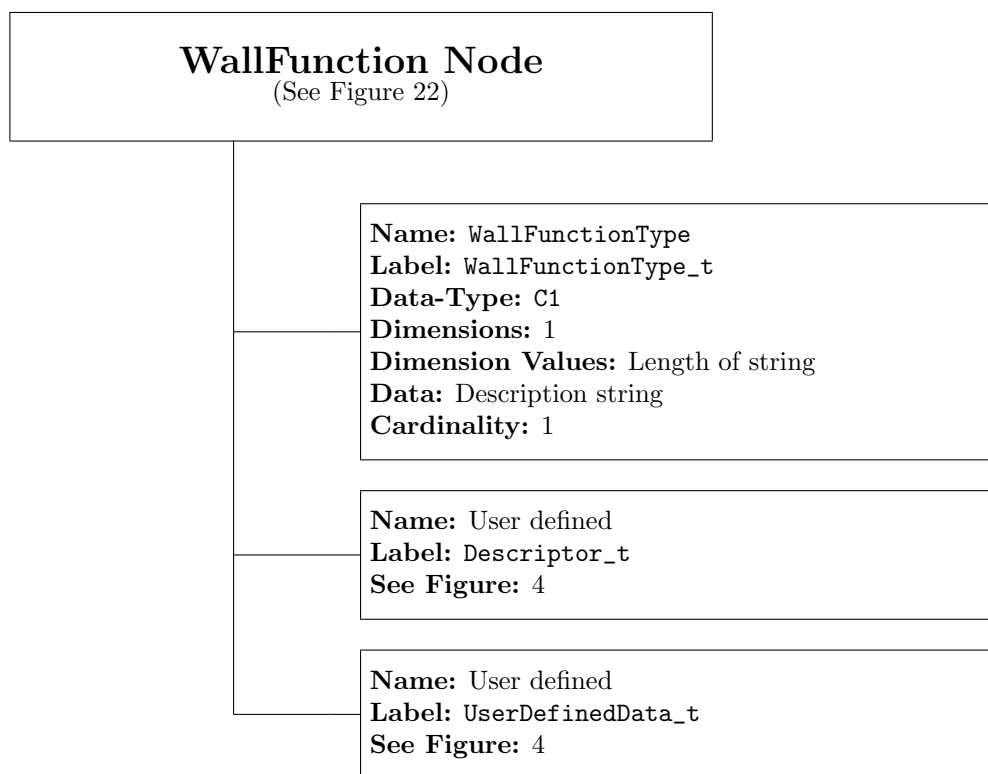 WallFunction Node
(See Figure 22)
Name: WallFunctionType
Label: WallFunctionType_t
Data-Type: C1
Dimensions: 1
Dimension Values: Length of string
Data: Description string
Cardinality: 1
Name: User defined
Label: Descriptor_t
See Figure: 4
Name: User defined
Label: UserDefinedData_t
See Figure: 4